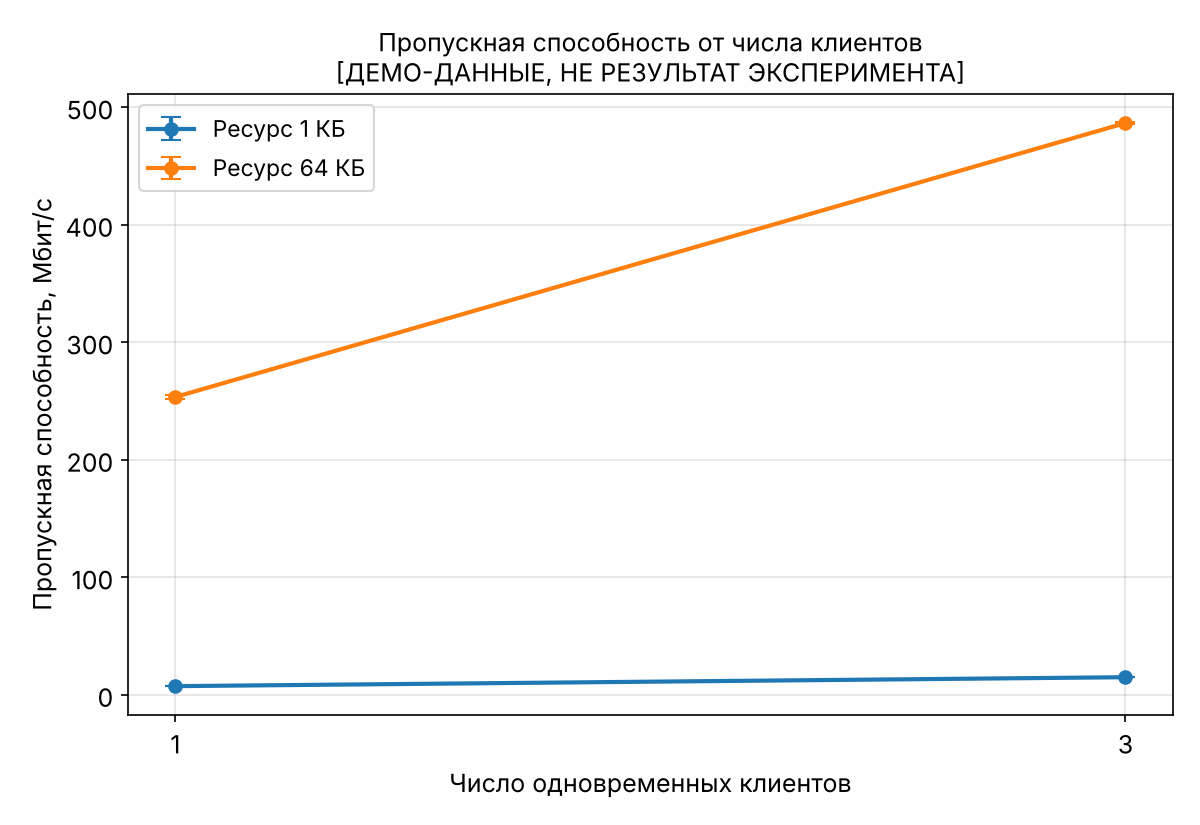 Пропускная способность от числа клиентов
[ДЕМО-ДАННЫЕ, НЕ РЕЗУЛЬТАТ ЭКСПЕРИМЕНТА]
Ресурс 1 КБ
Ресурс 64 КБ
Пропускная способность, Мбит/с
500
400
300
200
100
0
1
3
Число одновременных клиентов